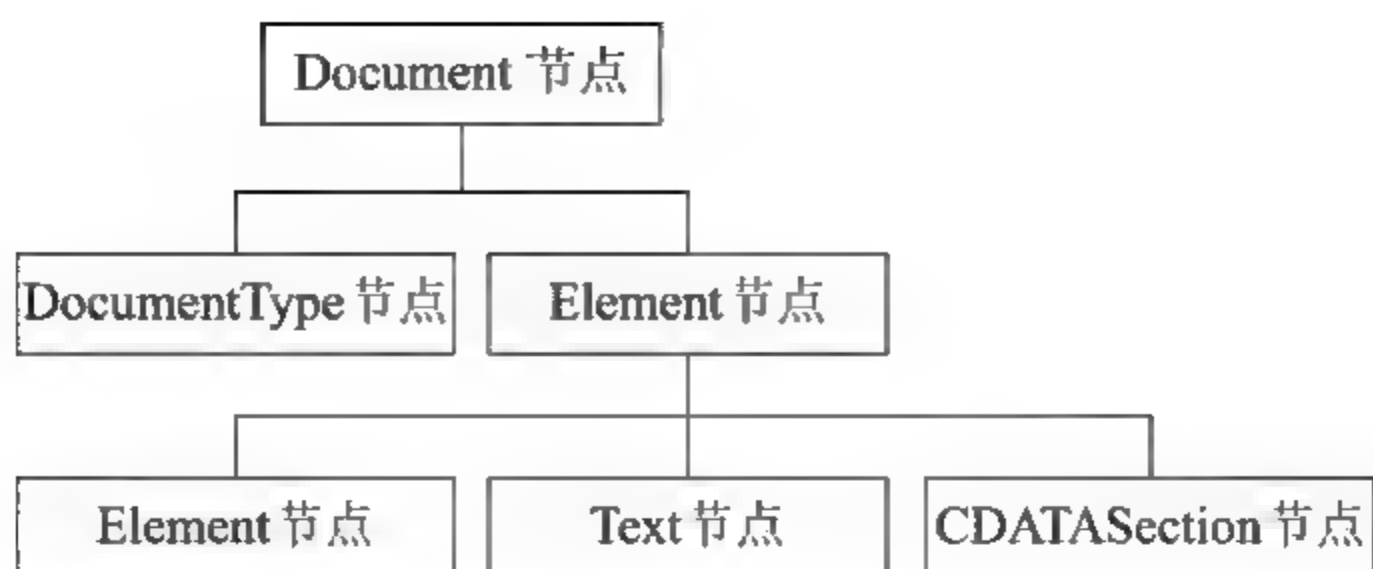 Document 节点
DocumentType 节点
Element 节点
Element 节点
Text 节点
CDATASection 节点